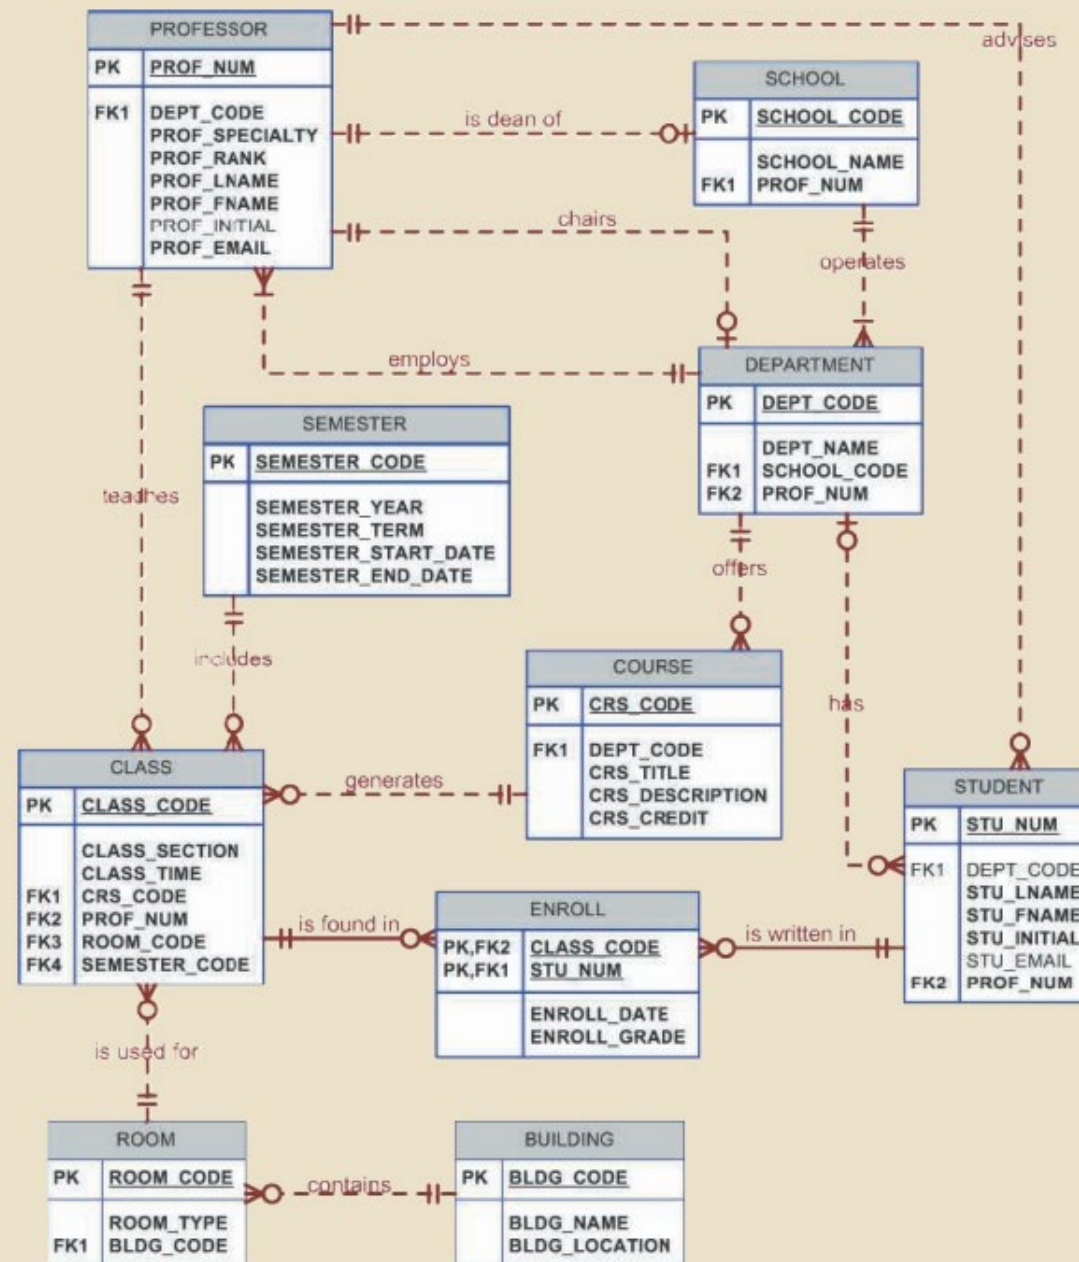 PROFESSOR
PK PROF_NUM
FK1 DEPT_CODE
PROF_SPECIALTY
PROF_RANK
PROF_LNAME
PROF_FNAME
PROF_INITIAL
PROF_EMAIL
advises
is dean of
SCHOOL
PK SCHOOL_CODE
SCHOOL_NAME
FK1 PROF_NUM
chairs
operates
employs
DEPARTMENT
PK DEPT_CODE
DEPT_NAME
FK1 SCHOOL_CODE
FK2 PROF_NUM
SEMESTER
PK SEMESTER_CODE
SEMESTER_YEAR
SEMESTER_TERM
SEMESTER_START_DATE
SEMESTER_END_DATE
teaches
includes
offers
has
COURSE
PK CRS_CODE
FK1 DEPT_CODE
CRS_TITLE
CRS_DESCRIPTION
CRS_CREDIT
generates
CLASS
PK CLASS_CODE
CLASS_SECTION
CLASS_TIME
FK1 CRS_CODE
FK2 PROF_NUM
FK3 ROOM_CODE
FK4 SEMESTER_CODE
STUDENT
PK STU_NUM
FK1 DEPT_CODE
STU_LNAME
STU_FNAME
STU_INITIAL
STU_EMAIL
FK2 PROF_NUM
is found in
ENROLL
PK,FK2 CLASS_CODE
PK,FK1 STU_NUM
ENROLL_DATE
ENROLL_GRADE
is written in
is used for
ROOM
PK ROOM_CODE
ROOM_TYPE
FK1 BLDG_CODE
contains
BUILDING
PK BLDG_CODE
BLDG_NAME
BLDG_LOCATION